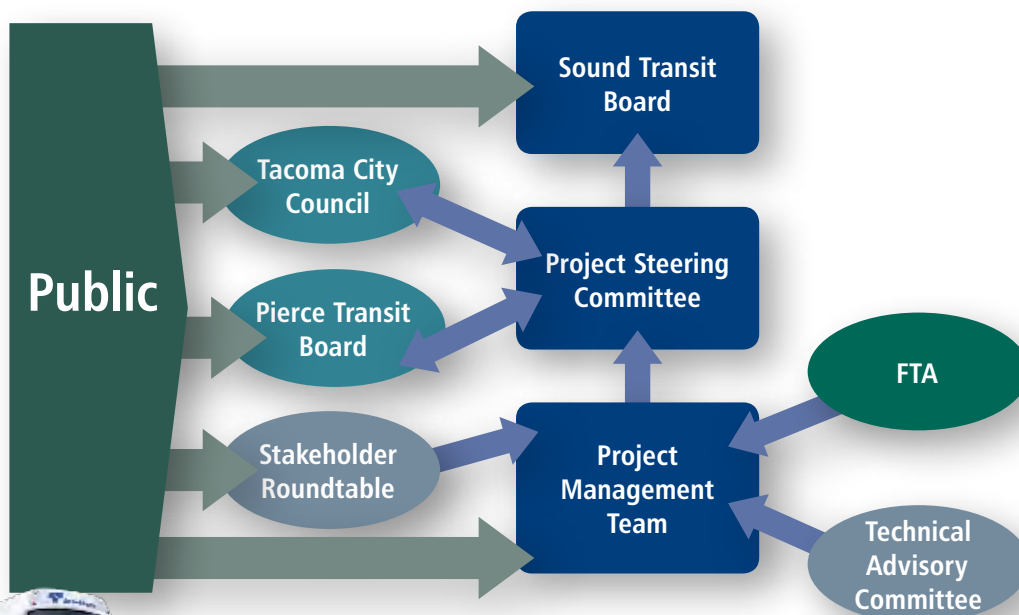 Sound Transit
Board
Tacoma City
Council
Public
Project Steering
Committee
Pierce Transit
Board
FTA
Stakeholder
Roundtable
Project
Management
Team
Technical
Advisory
Committee